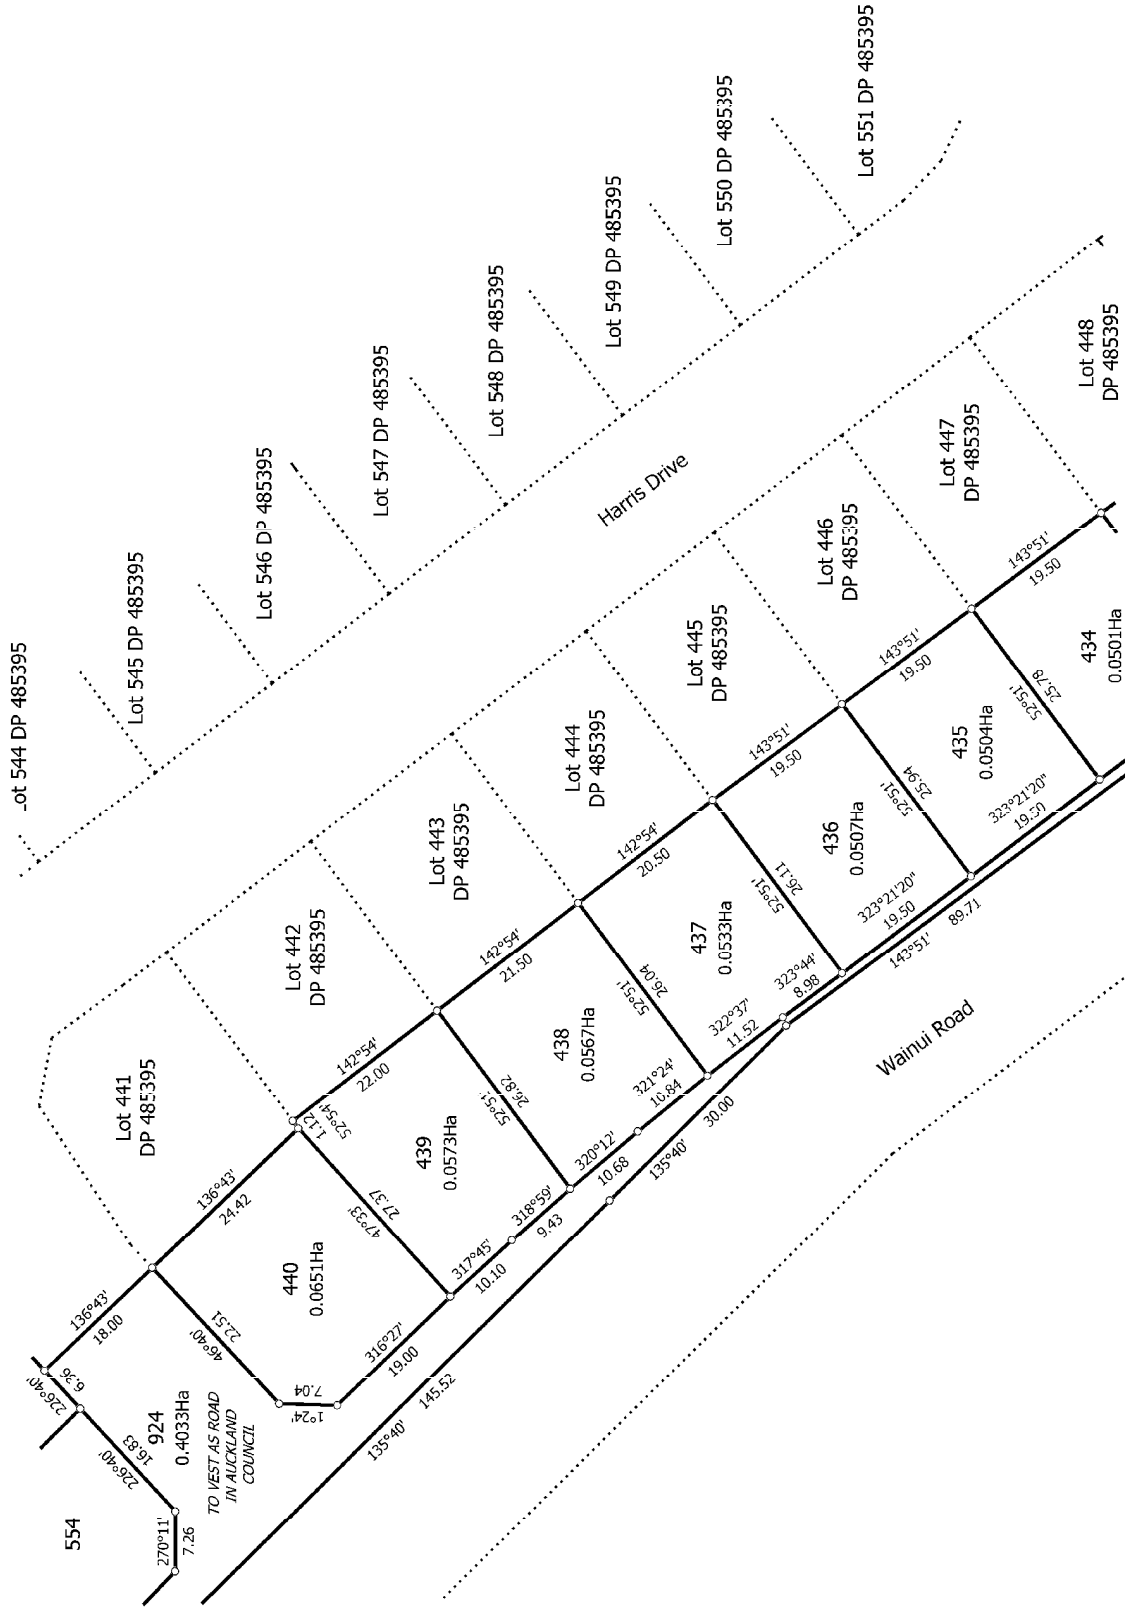 Lot 544 DP 485395
Lot 545 DP 485395
Lot 546 DP 485395
Lot 547 DP 485395
Lot 548 DP 485395
Lot 549 DP 485395
Lot 550 DP 485395
Lot 551 DP 485395
Harris Drive
Lot 441
DP 485395
Lot 442
DP 485395
Lot 443
DP 485395
Lot 444
DP 485395
Lot 445
DP 485395
Lot 446
DP 485395
Lot 447
DP 485395
Lot 448
DP 485395
136°43'
18.00
136°43'
24.42
52°54'
1.12
142°54'
22.00
142°54'
21.50
142°54'
20.50
143°51'
19.50
143°51'
19.50
143°51'
19.50
226°40'
6.36
226°40'
16.83
270°11'
7.26
554
924
0.4033Ha
TO VEST AS ROAD
IN AUCKLAND
COUNCIL
46°40'
22.51
1°24'
7.04
440
0.0651Ha
316°27'
19.00
47°33'
27.37
439
0.0573Ha
317°45'
10.10
318°59'
9.43
52°51'
26.82
438
0.0567Ha
320°12'
10.68
321°24'
10.84
52°51'
26.04
437
0.0533Ha
322°37'
11.52
323°44'
8.98
52°51'
26.11
436
0.0507Ha
323°21'20"
19.50
52°51'
25.94
435
0.0504Ha
323°21'20"
19.50
52°51'
25.78
434
0.0501Ha
135°40'
145.52
135°40'
30.00
143°51'
89.71
Wainui Road